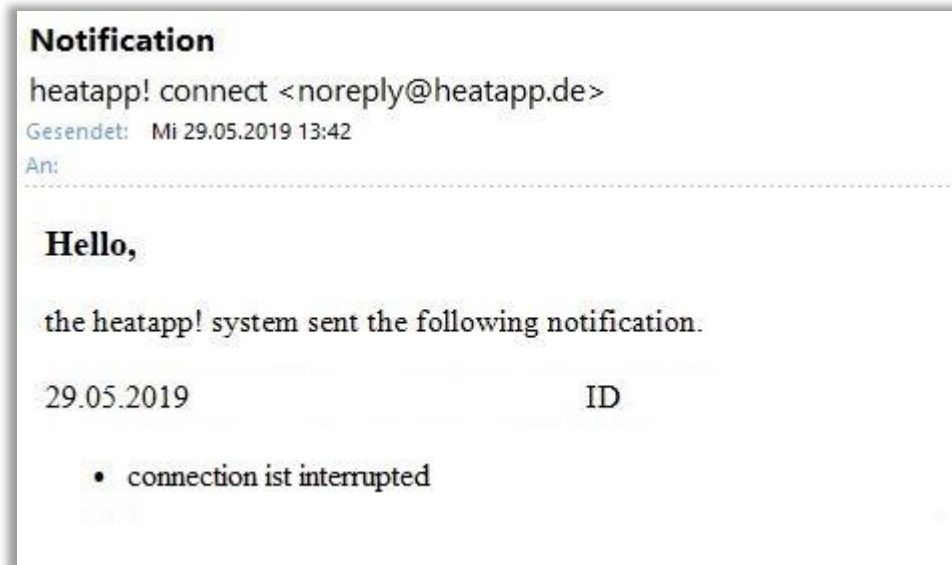 Notification
heatapp! connect <noreply@heatapp.de>
Gesendet: Mi 29.05.2019 13:42
An:
Hello,
the heatapp! system sent the following notification.
29.05.2019 ID
• connection ist interrupted